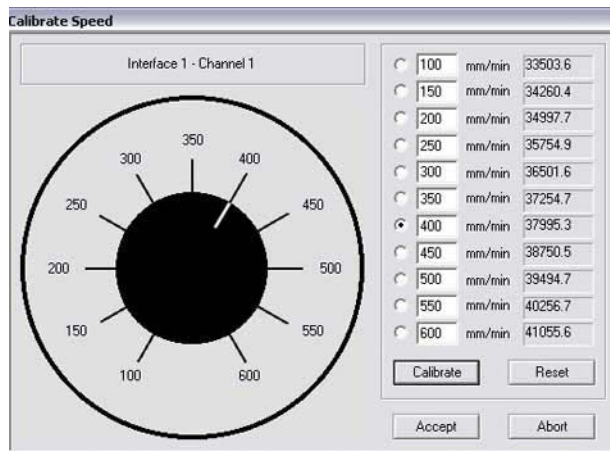 Calibrate Speed
Interface 1 - Channel 1
350
300 400
250 450
200 500
150 550
100 600
100 mm/min 33503.6
150 mm/min 34260.4
200 mm/min 34997.7
250 mm/min 35754.9
300 mm/min 36501.6
350 mm/min 37254.7
400 mm/min 37995.3
450 mm/min 38750.5
500 mm/min 39494.7
550 mm/min 40256.7
600 mm/min 41055.6
Calibrate Reset
Accept Abort